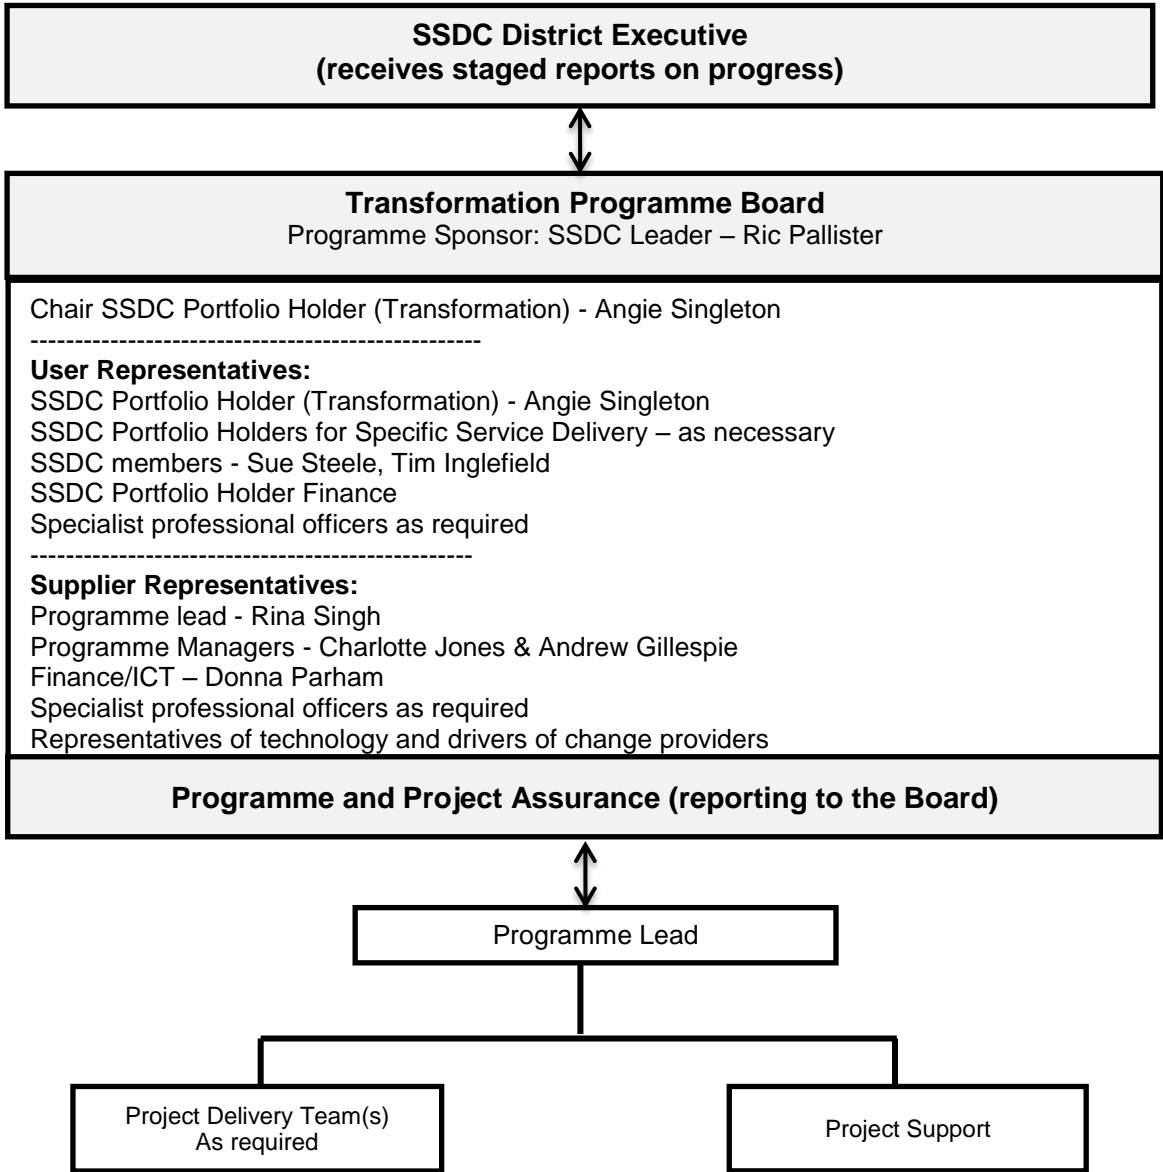 SSDC District Executive
(receives staged reports on progress)
Transformation Programme Board
Programme Sponsor: SSDC Leader – Ric Pallister
Chair SSDC Portfolio Holder (Transformation) - Angie Singleton
--------------------------------------------------
User Representatives:
SSDC Portfolio Holder (Transformation) - Angie Singleton
SSDC Portfolio Holders for Specific Service Delivery – as necessary
SSDC members - Sue Steele, Tim Inglefield
SSDC Portfolio Holder Finance
Specialist professional officers as required
-------------------------------------------------
Supplier Representatives:
Programme lead - Rina Singh
Programme Managers - Charlotte Jones & Andrew Gillespie
Finance/ICT – Donna Parham
Specialist professional officers as required
Representatives of technology and drivers of change providers
Programme and Project Assurance (reporting to the Board)
Programme Lead
Project Delivery Team(s)
As required
Project Support